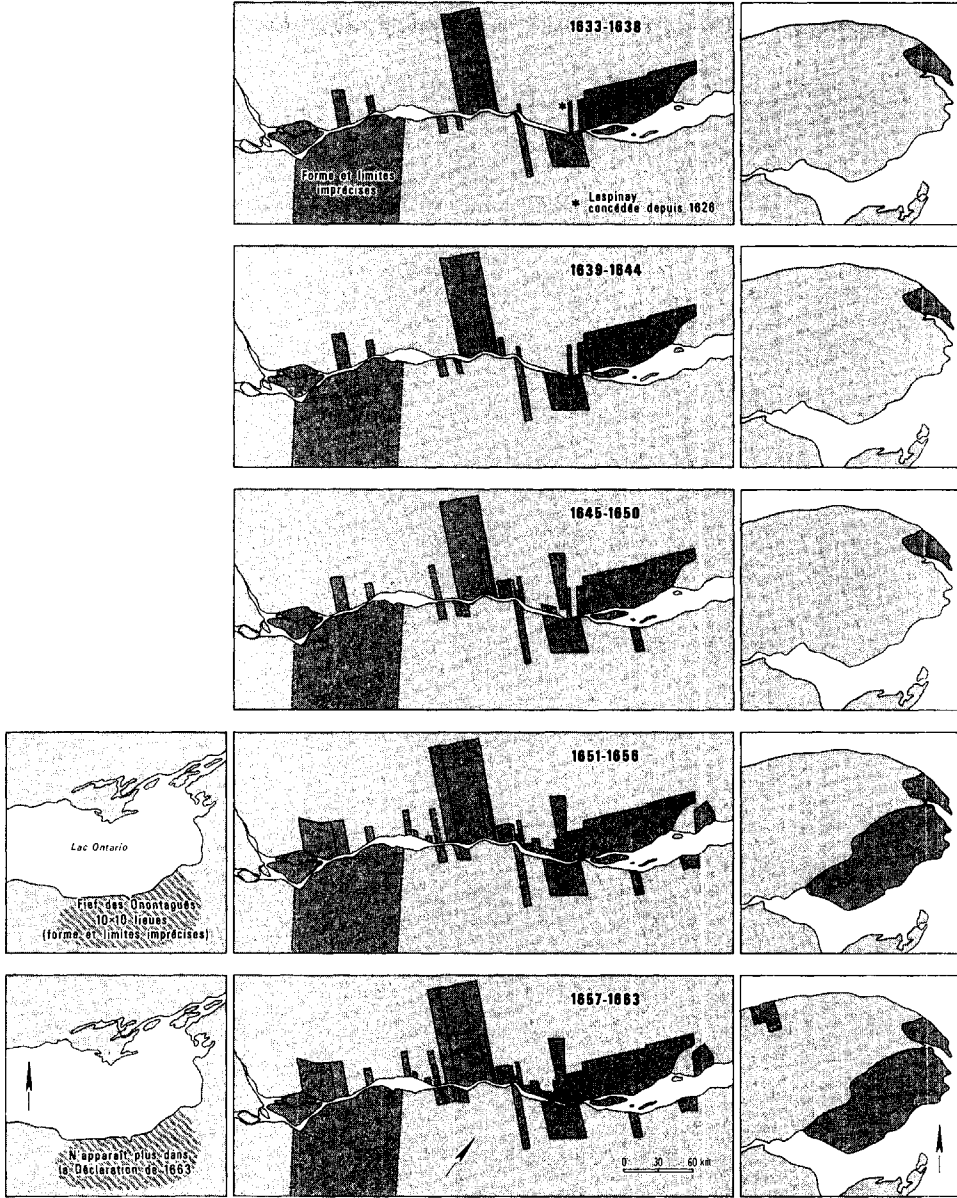 1633-1638
Forme et limites
imprécises
*
* Lespinay
concédée depuis 1626
1639-1644
1645-1650
1651-1656
Lac Ontario
Fief des Onontagués
10×10 lieues
(forme et limites imprécises)
1657-1663
N'apparaît plus dans
la Déclaration de 1663
0 30 60 km